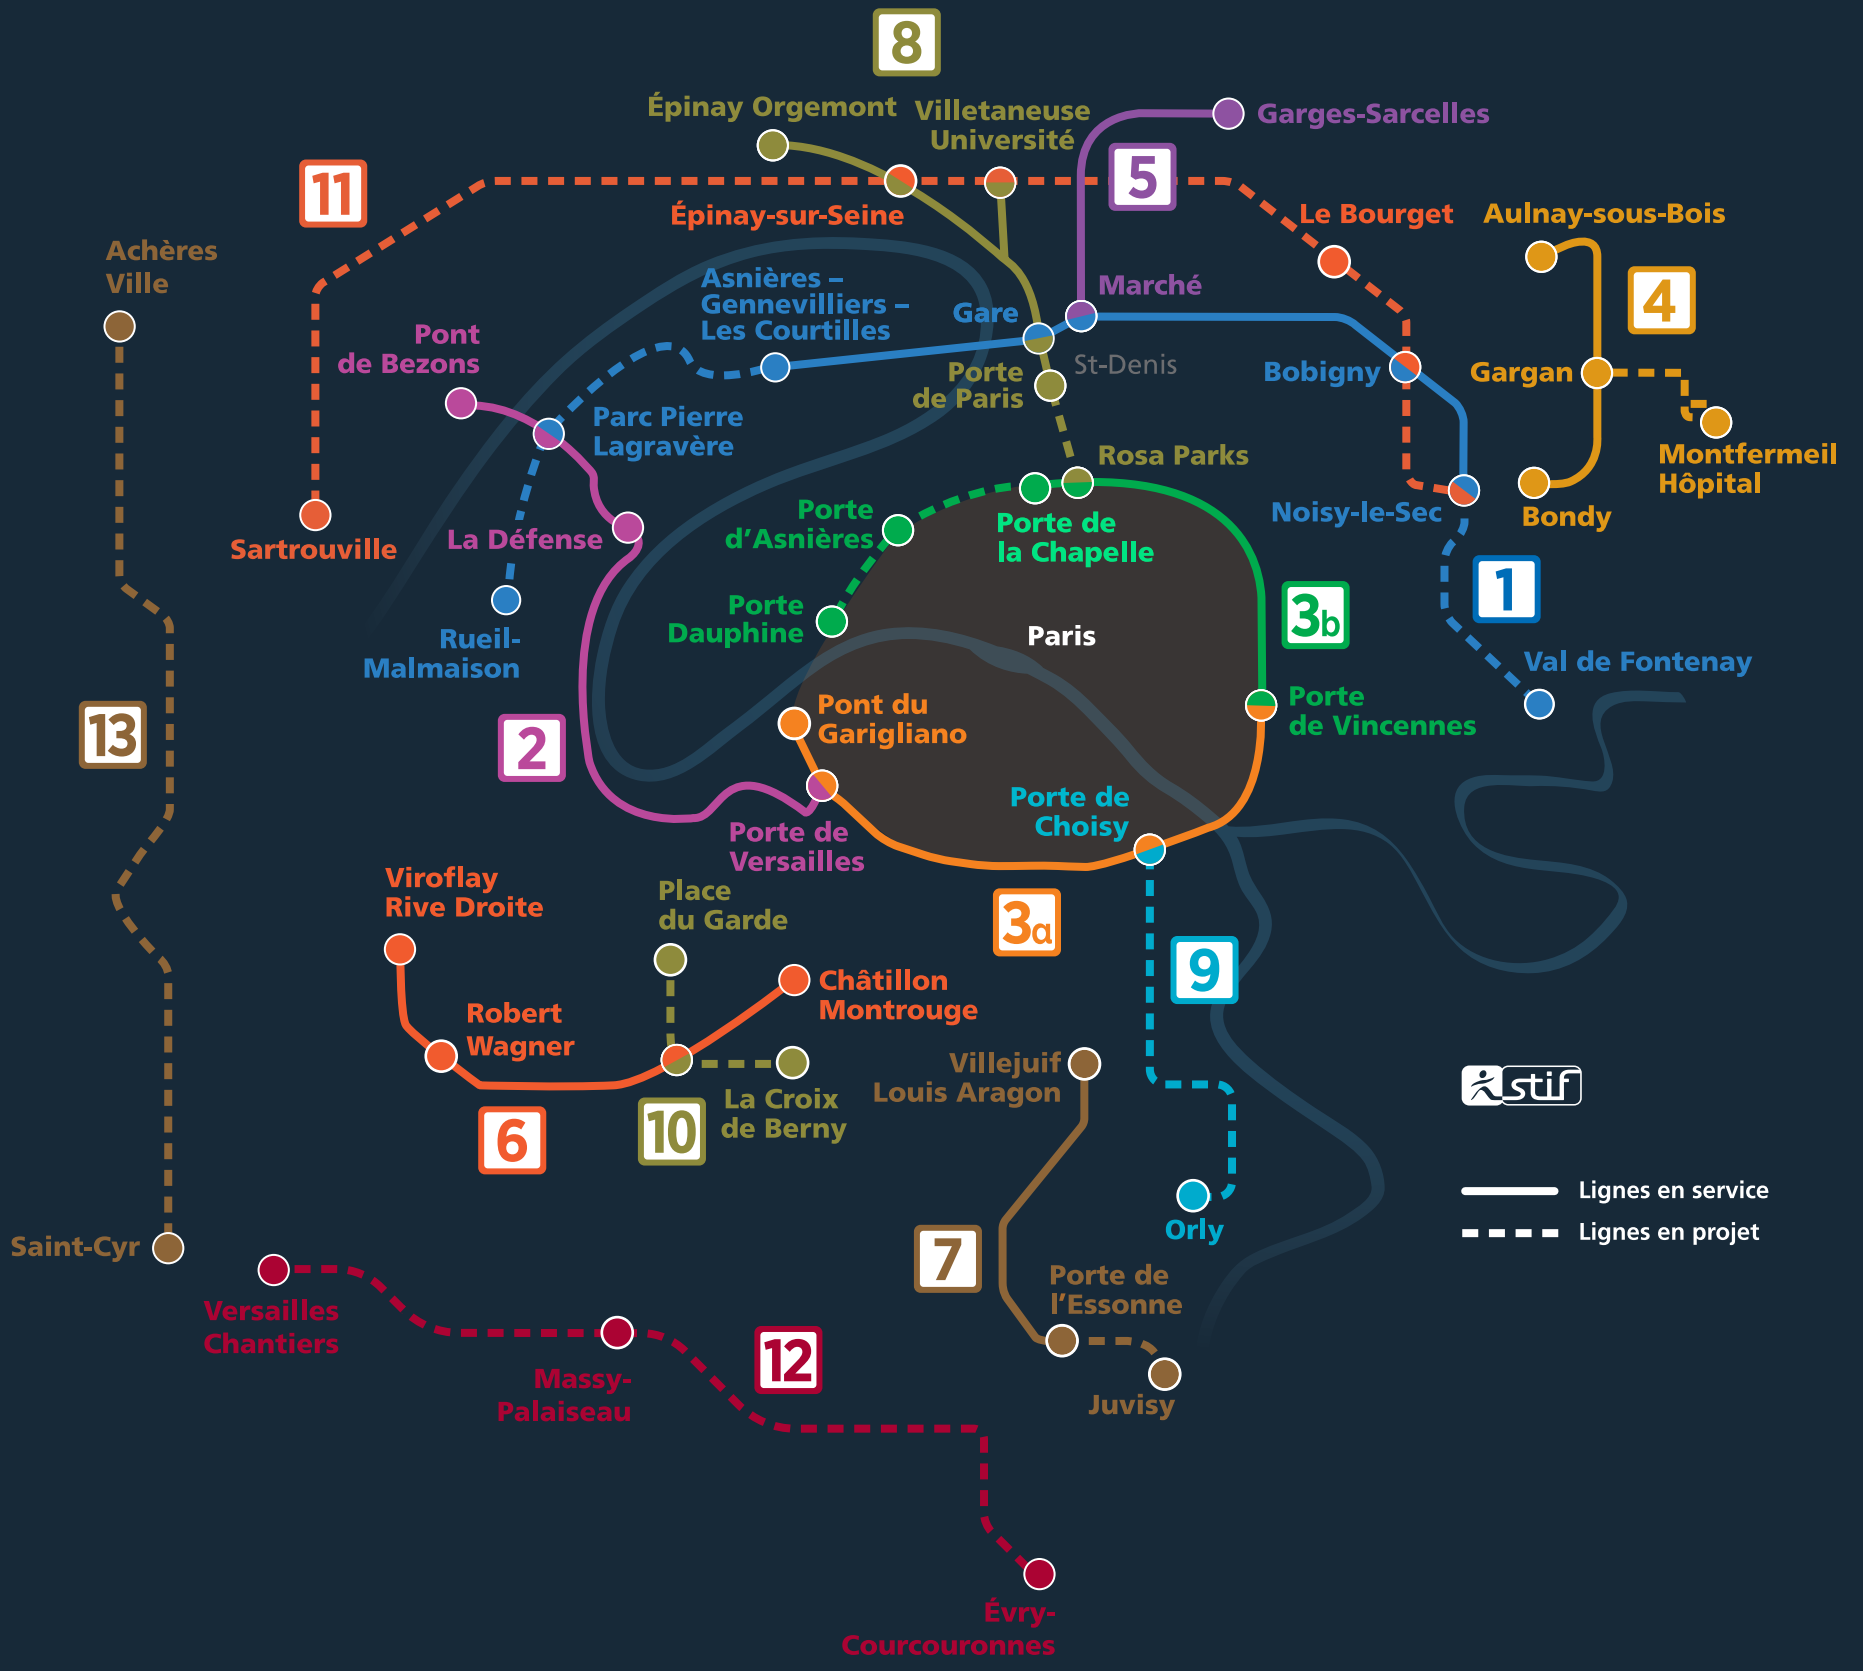 8
Épinay Orgemont
Villetaneuse
Université
Garges-Sarcelles
11
5
Épinay-sur-Seine
Le Bourget
Aulnay-sous-Bois
Achères
Ville
Asnières –
Gennevilliers –
Les Courtilles
Gare
Marché
4
Pont
de Bezons
St-Denis
Porte
de Paris
Bobigny
Gargan
Parc Pierre
Lagravère
Rosa Parks
Montfermeil
Hôpital
Sartrouville
La Défense
Porte
d'Asnières
Porte de
la Chapelle
Noisy-le-Sec
Bondy
1
Porte
Dauphine
Paris
3b
Rueil-
Malmaison
Val de Fontenay
13
2
Pont du
Garigliano
Porte
de Vincennes
Porte de
Choisy
Porte de
Versailles
Viroflay
Rive Droite
Place
du Garde
3a
9
Châtillon
Montrouge
Robert
Wagner
Villejuif
Louis Aragon
La Croix
de Berny
6
10
stif
Lignes en service
Lignes en projet
Orly
Saint-Cyr
7
Porte de
l'Essonne
Versailles
Chantiers
12
Massy-
Palaiseau
Juvisy
Évry-
Courcouronnes